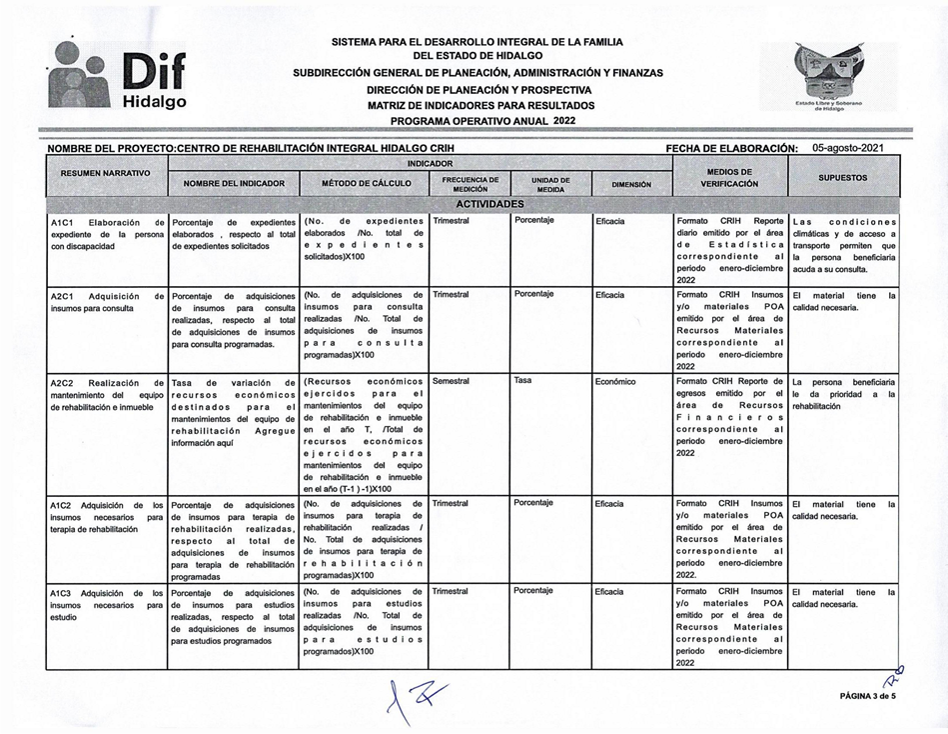 SISTEMA PARA EL DESARROLLO INTEGRAL DE LA FAMILIA
DEL ESTADO DE HIDALGO
SUBDIRECCIÓN GENERAL DE PLANEACIÓN, ADMINISTRACIÓN Y FINANZAS
DIRECCIÓN DE PLANEACIÓN Y PROSPECTIVA
MATRIZ DE INDICADORES PARA RESULTADOS
PROGRAMA OPERATIVO ANUAL 2022
Dif
Hidalgo
Estado Libre y Soberano
de Hidalgo
NOMBRE DEL PROYECTO:CENTRO DE REHABILITACIÓN INTEGRAL HIDALGO CRIH
FECHA DE ELABORACIÓN: 05-agosto-2021
RESUMEN NARRATIVO
INDICADOR
NOMBRE DEL INDICADOR
MÉTODO DE CÁLCULO
FRECUENCIA DE
MEDICIÓN
UNIDAD DE
MEDIDA
DIMENSIÓN
MEDIOS DE
VERIFICACIÓN
SUPUESTOS
ACTIVIDADES
A1C1 Elaboración de
expediente de la persona
con discapacidad
Porcentaje de expedientes
elaborados , respecto al total
de expedientes solicitados
(No. de expedientes
elaborados /No. total de
expedientes
solicitados)X100
Trimestral
Porcentaje
Eficacia
Formato CRIH Reporte
diario emitido por el área
de Estadística
correspondiente al
periodo enero-diciembre
2022
Las condiciones
climáticas y de acceso a
transporte permiten que
la persona beneficiaria
acuda a su consulta.
A2C1 Adquisición de
insumos para consulta
Porcentaje de adquisiciones
de insumos para consulta
realizadas, respecto al total
de adquisiciones de insumos
para consulta programadas.
(No. de adquisiciones de
insumos para consulta
realizadas /No. Total de
adquisiciones de insumos
para consulta
programadas)X100
Trimestral
Porcentaje
Eficacia
Formato CRIH Insumos
y/o materiales POA
emitido por el área de
Recursos Materiales
correspondiente al
periodo enero-diciembre
2022
El material tiene la
calidad necesaria.
A2C2 Realización de
mantenimiento del equipo
de rehabilitación e inmueble
Tasa de variación de
recursos económicos
destinados para el
mantenimientos del equipo de
rehabilitación Agregue
información aquí
(Recursos económicos
ejercidos para el
mantenimientos del equipo
de rehabilitación e inmueble
en el año T, /Total de
recursos económicos
ejercidos para
mantenimientos del equipo
de rehabilitación e inmueble
en el año (T-1 ) -1)X100
Semestral
Tasa
Económico
Formato CRIH Reporte de
egresos emitido por el
área de Recursos
Financieros
correspondiente al
periodo enero-diciembre
2022
La persona beneficiaria
le da prioridad a la
rehabilitación
A1C2 Adquisición de los
insumos necesarios para
terapia de rehabilitación
Porcentaje de adquisiciones
de insumos para terapia de
rehabilitación realizadas,
respecto al total de
adquisiciones de insumos
para terapia de rehabilitación
programadas
(No. de adquisiciones de
insumos para terapia de
rehabilitación realizadas /
No. Total de adquisiciones
de insumos para terapia de
rehabilitación
programadas)X100
Trimestral
Porcentaje
Eficacia
Formato CRIH Insumos
y/o materiales POA
emitido por el área de
Recursos Materiales
correspondiente al
periodo enero-diciembre
2022.
El material tiene la
calidad necesaria.
A1C3 Adquisición de los
insumos necesarios para
estudio
Porcentaje de adquisiciones
de insumos para estudios
realizadas, respecto al total
de adquisiciones de insumos
para estudios programados
(No. de adquisiciones de
insumos para estudios
realizadas /No. Total de
adquisiciones de insumos
para estudios
programados)X100
Trimestral
Porcentaje
Eficacia
Formato CRIH Insumos
y/o materiales POA
emitido por el área de
Recursos Materiales
correspondiente al
periodo enero-diciembre
2022
El material tiene la
calidad necesaria.
PÁGINA 3 de 5